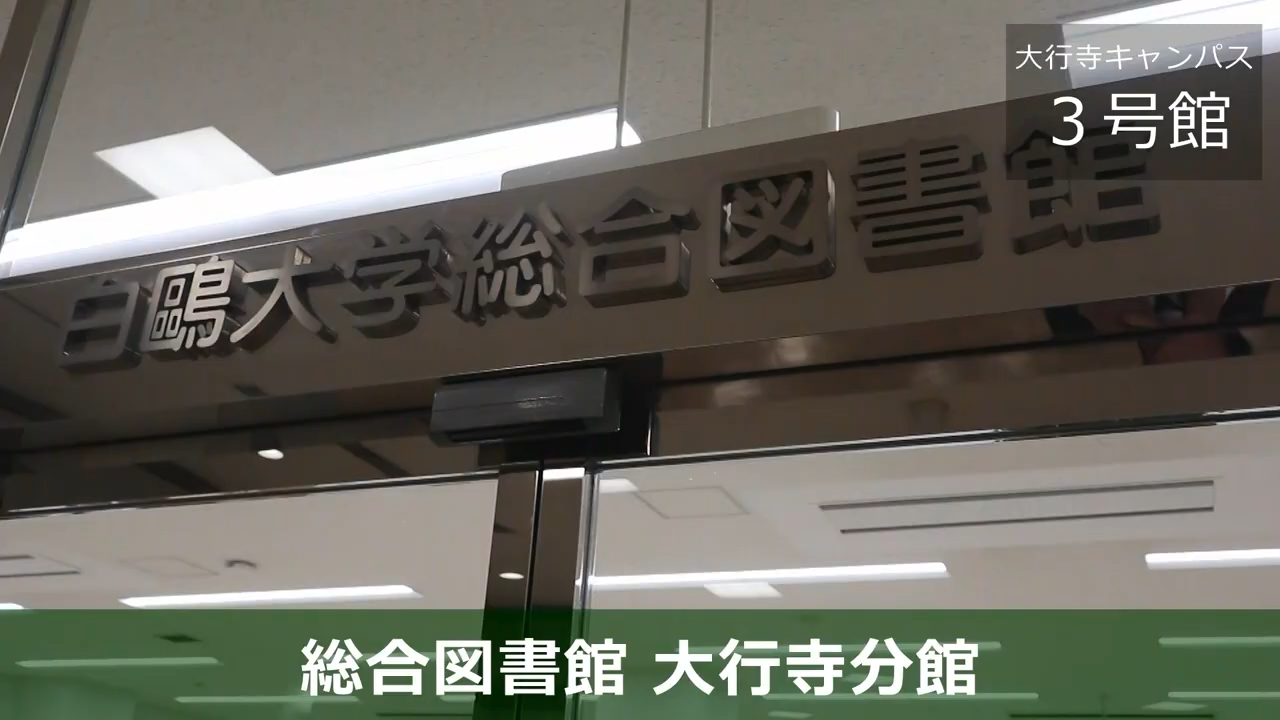 大行寺キャンパス
３号館
白鷗大学総合図書館
総合図書館 大行寺分館